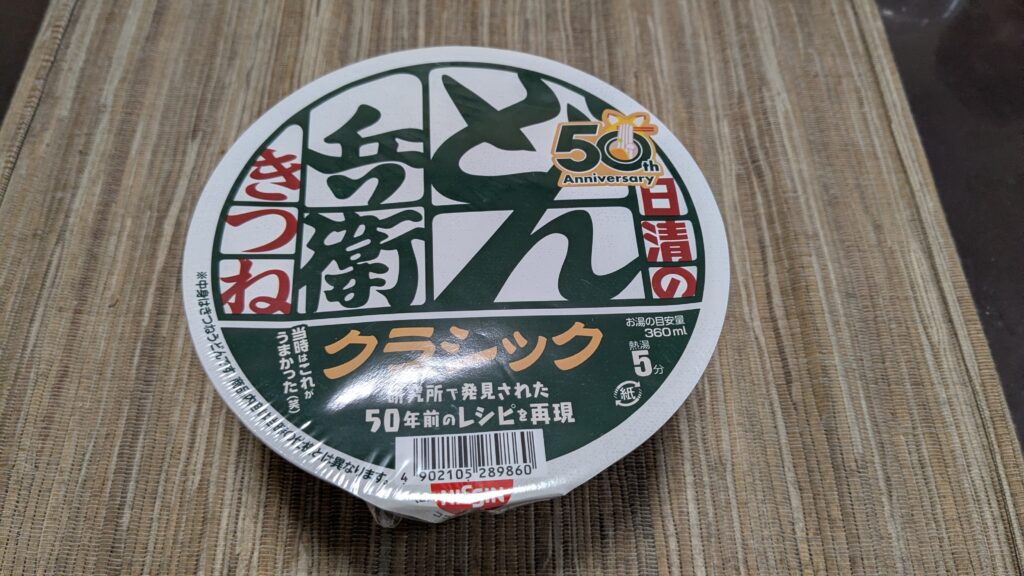 日清の
どん
兵衛
きつね
50th
Anniversary
お湯の目安量
360ml
熱湯
5分
紙
クラシック
当時はこれが
うまかった(笑)
研究所で発見された
50年前のレシピを再現
4 902105 289860
NISSIN